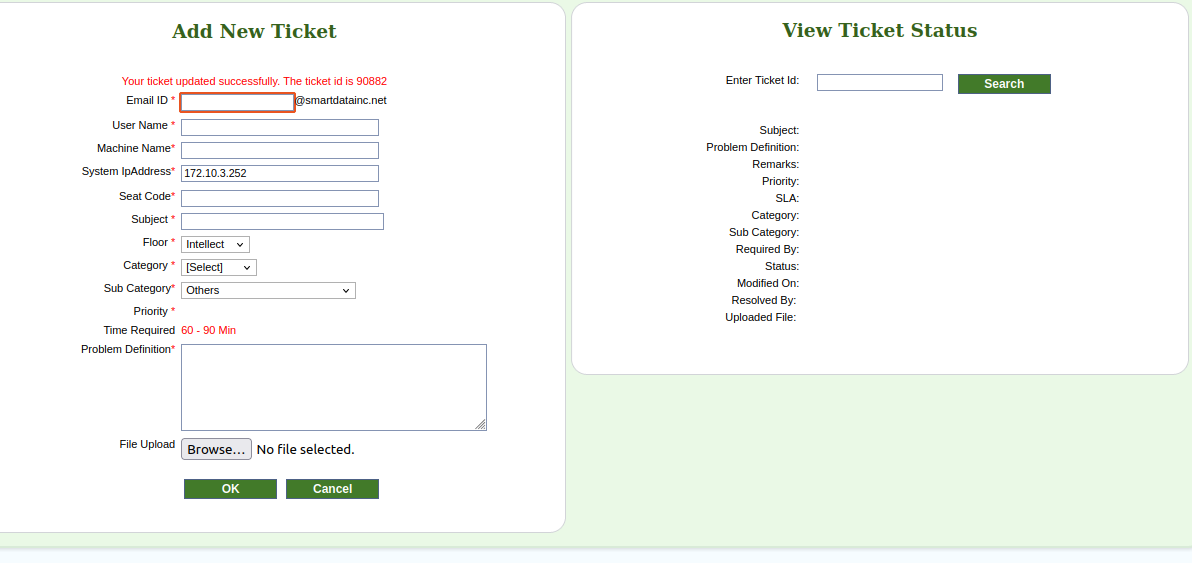 Add New Ticket
Your ticket updated successfully. The ticket id is 90882
Email ID * @smartdatainc.net
User Name *
Machine Name*
System IpAddress* 172.10.3.252
Seat Code*
Subject *
Floor * Intellect
Category * [Select]
Sub Category* Others
Priority *
Time Required 60 - 90 Min
Problem Definition*
File Upload Browse... No file selected.
OK Cancel
View Ticket Status
Enter Ticket Id: Search
Subject:
Problem Definition:
Remarks:
Priority:
SLA:
Category:
Sub Category:
Required By:
Status:
Modified On:
Resolved By:
Uploaded File: